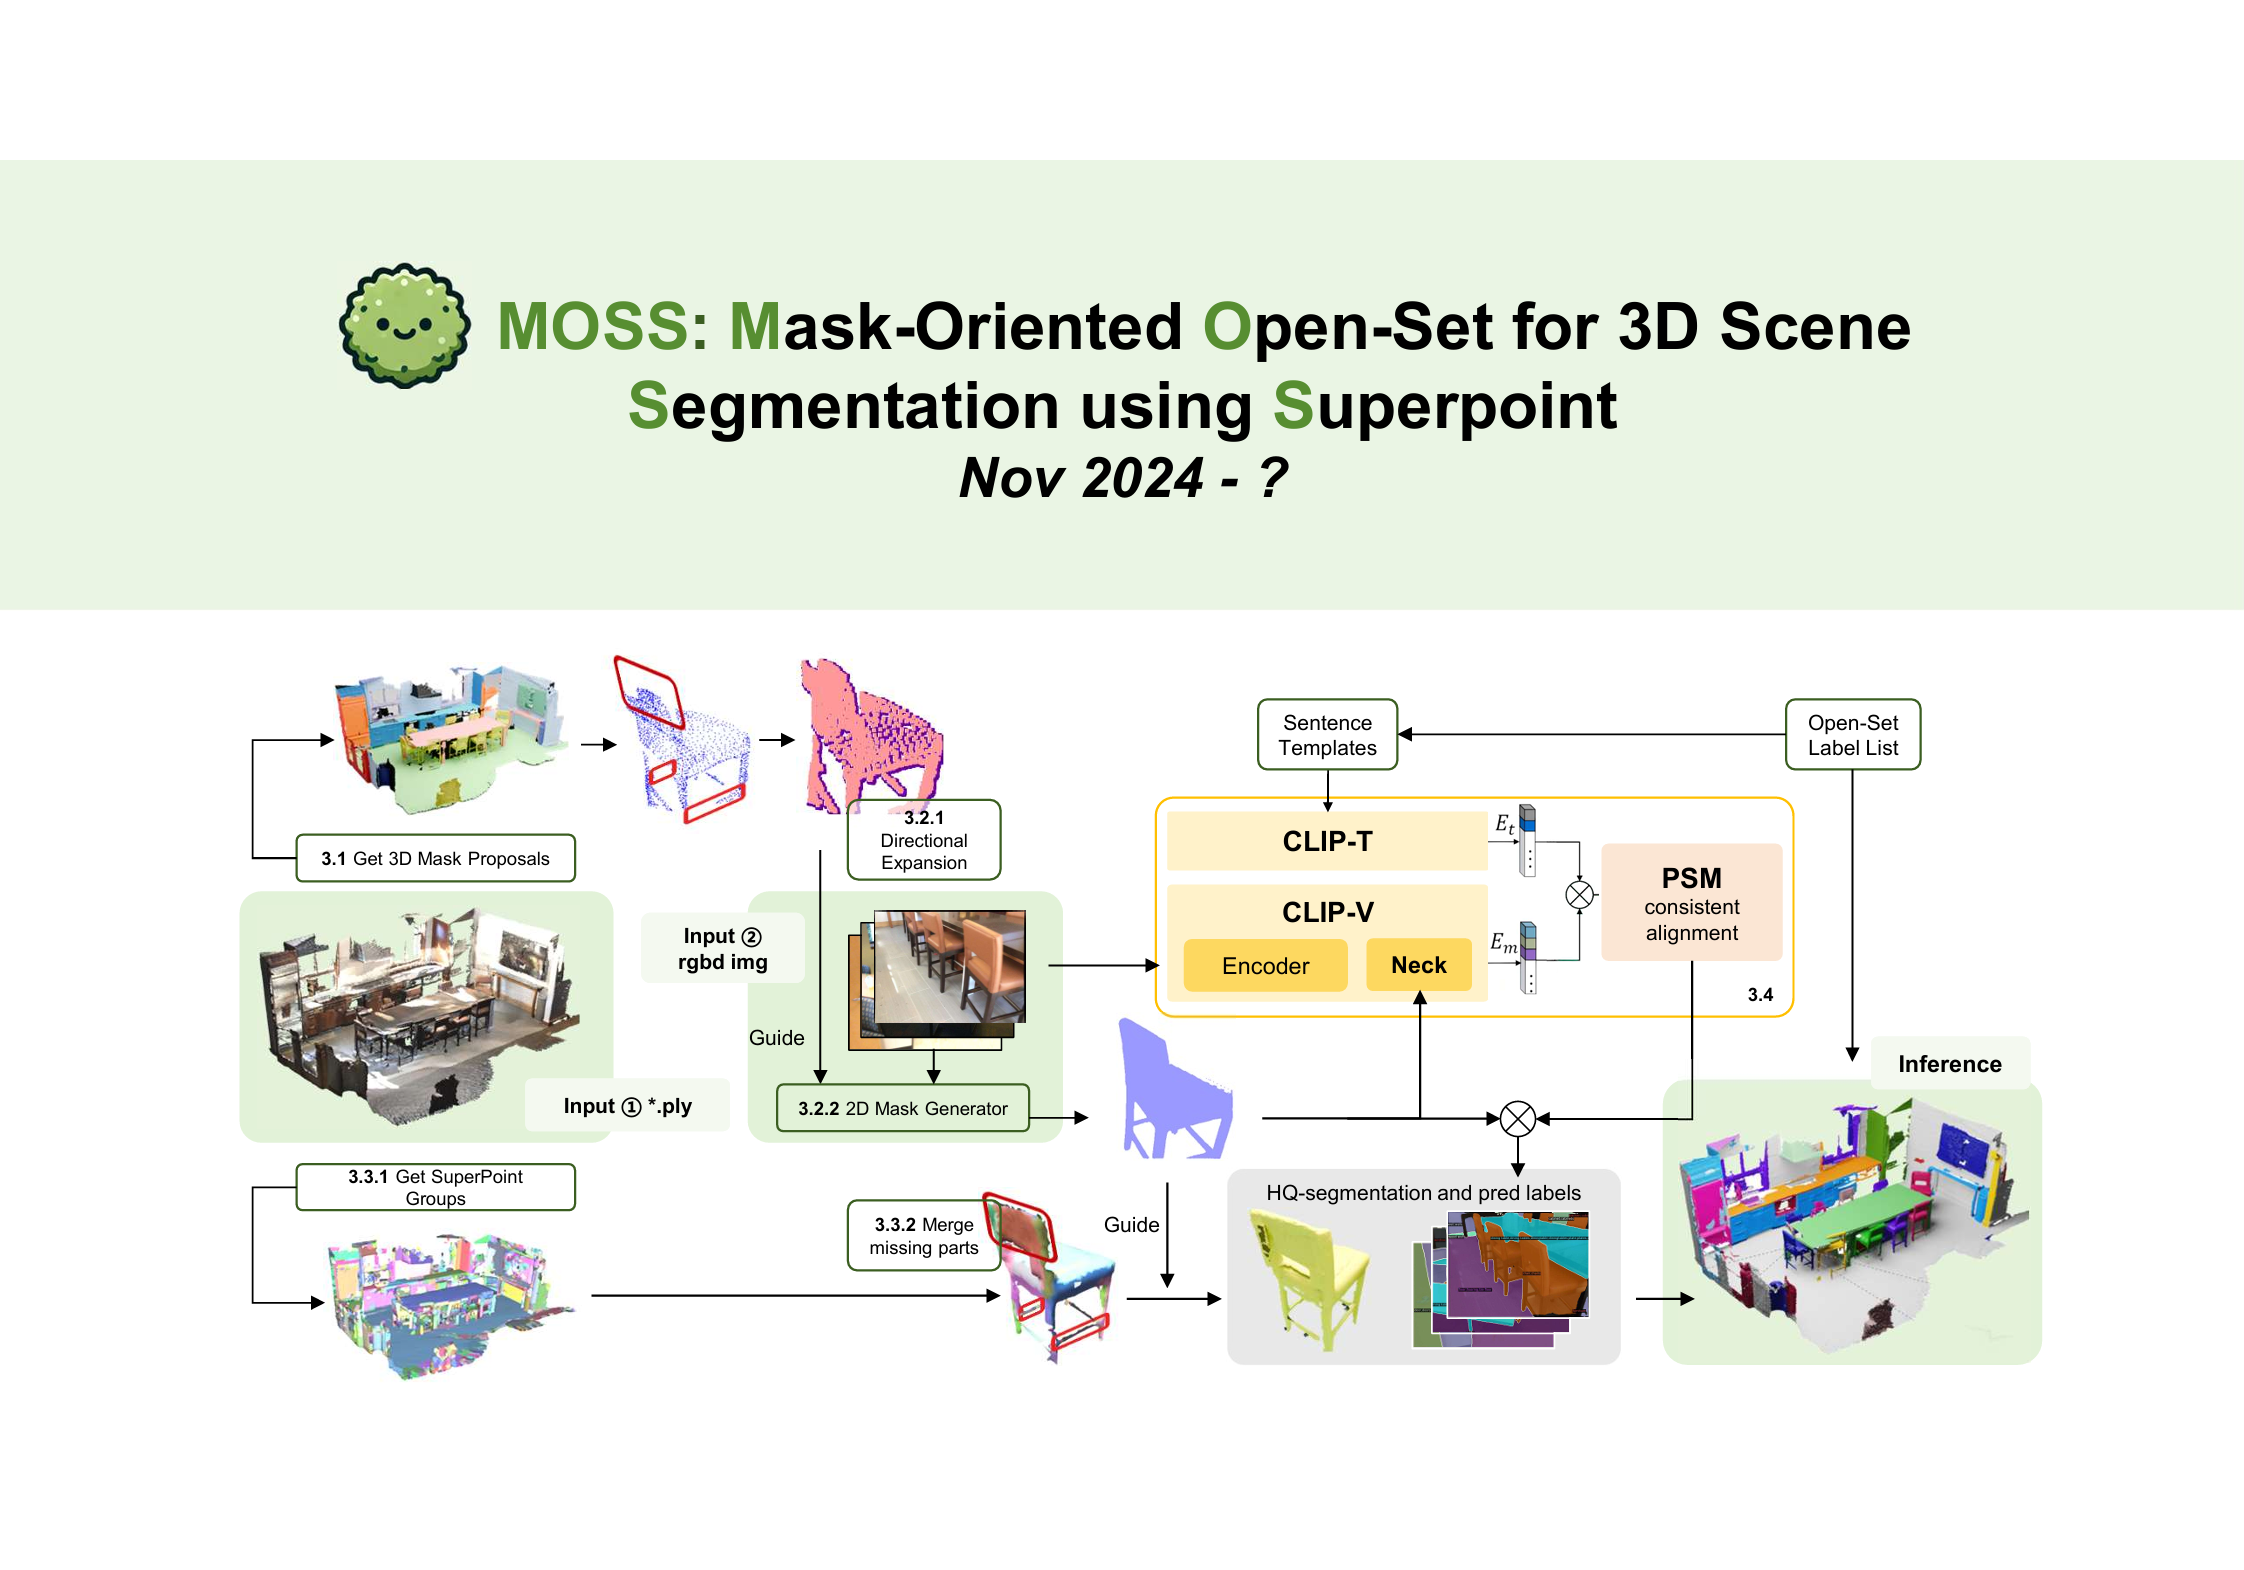 MOSS: Mask-Oriented Open-Set for 3D Scene
Segmentation using Superpoint
Nov 2024 - ?
3.1 Get 3D Mask Proposals
3.2.1
Directional
Expansion
Input ① *.ply
Input ②
rgbd img
Guide
3.2.2 2D Mask Generator
3.3.1 Get SuperPoint
Groups
3.3.2 Merge
missing parts
Guide
Sentence
Templates
Open-Set
Label List
CLIP-T
CLIP-V
Encoder
Neck
E_t
E_m
PSM
consistent
alignment
3.4
HQ-segmentation and pred labels
Inference